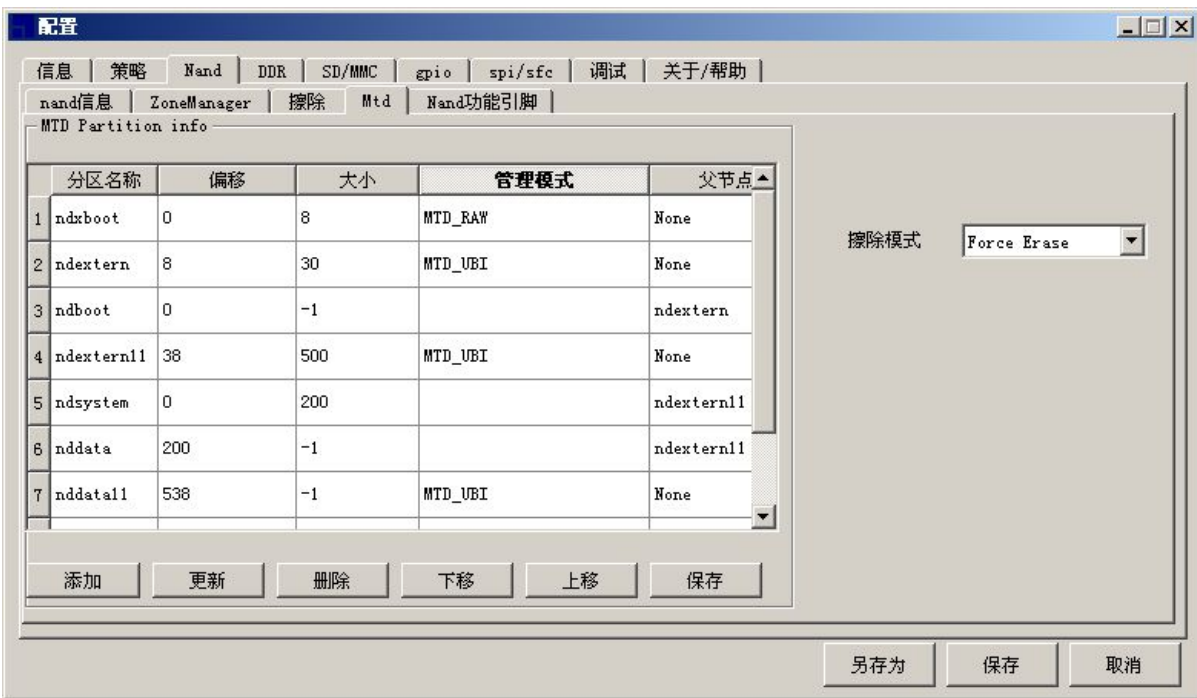 配置
信息 策略 Nand DDR SD/MMC gpio spi/sfc 调试 关于/帮助
nand信息 ZoneManager 擦除 Mtd Nand功能引脚
MTD Partition info
分区名称 偏移 大小 管理模式 父节点
1 ndxboot 0 8 MTD_RAW None
2 ndextern 8 30 MTD_UBI None
3 ndboot 0 -1 ndextern
4 ndextern11 38 500 MTD_UBI None
5 ndsystem 0 200 ndextern11
6 nddata 200 -1 ndextern11
7 nddata11 538 -1 MTD_UBI None
擦除模式 Force Erase
添加 更新 删除 下移 上移 保存
另存为 保存 取消